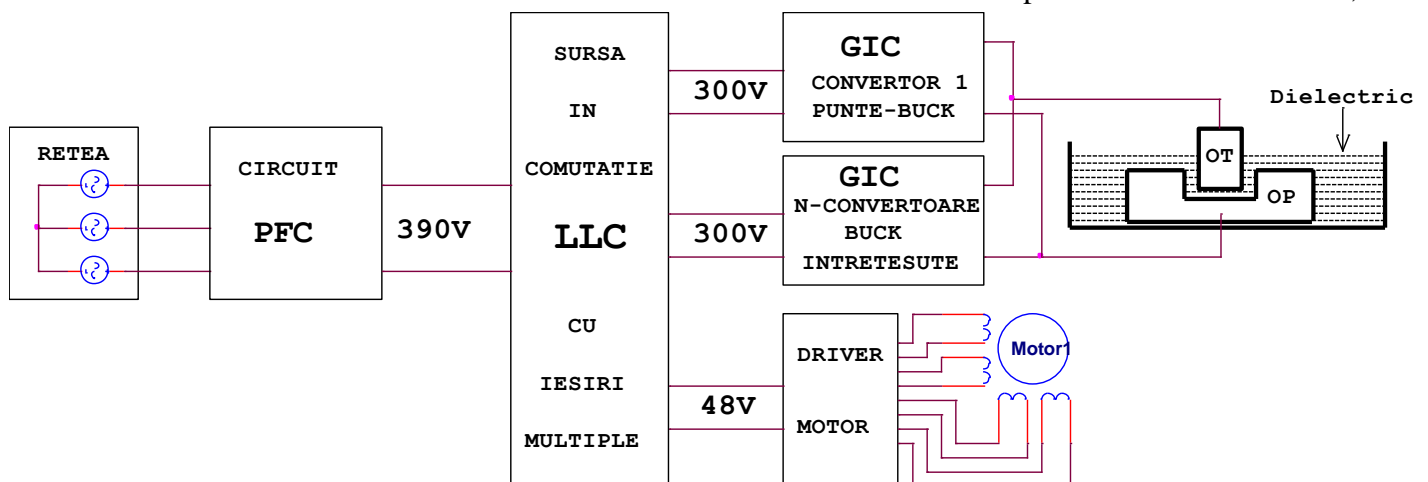 RETEA
CIRCUIT
PFC
390V
SURSA
IN
COMUTATIE
LLC
CU
IESIRI
MULTIPLE
300V
300V
48V
GIC
CONVERTOR 1
PUNTE-BUCK
GIC
N-CONVERTOARE
BUCK
INTRETESUTE
DRIVER
MOTOR
Motor1
Dielectric
OT
OP